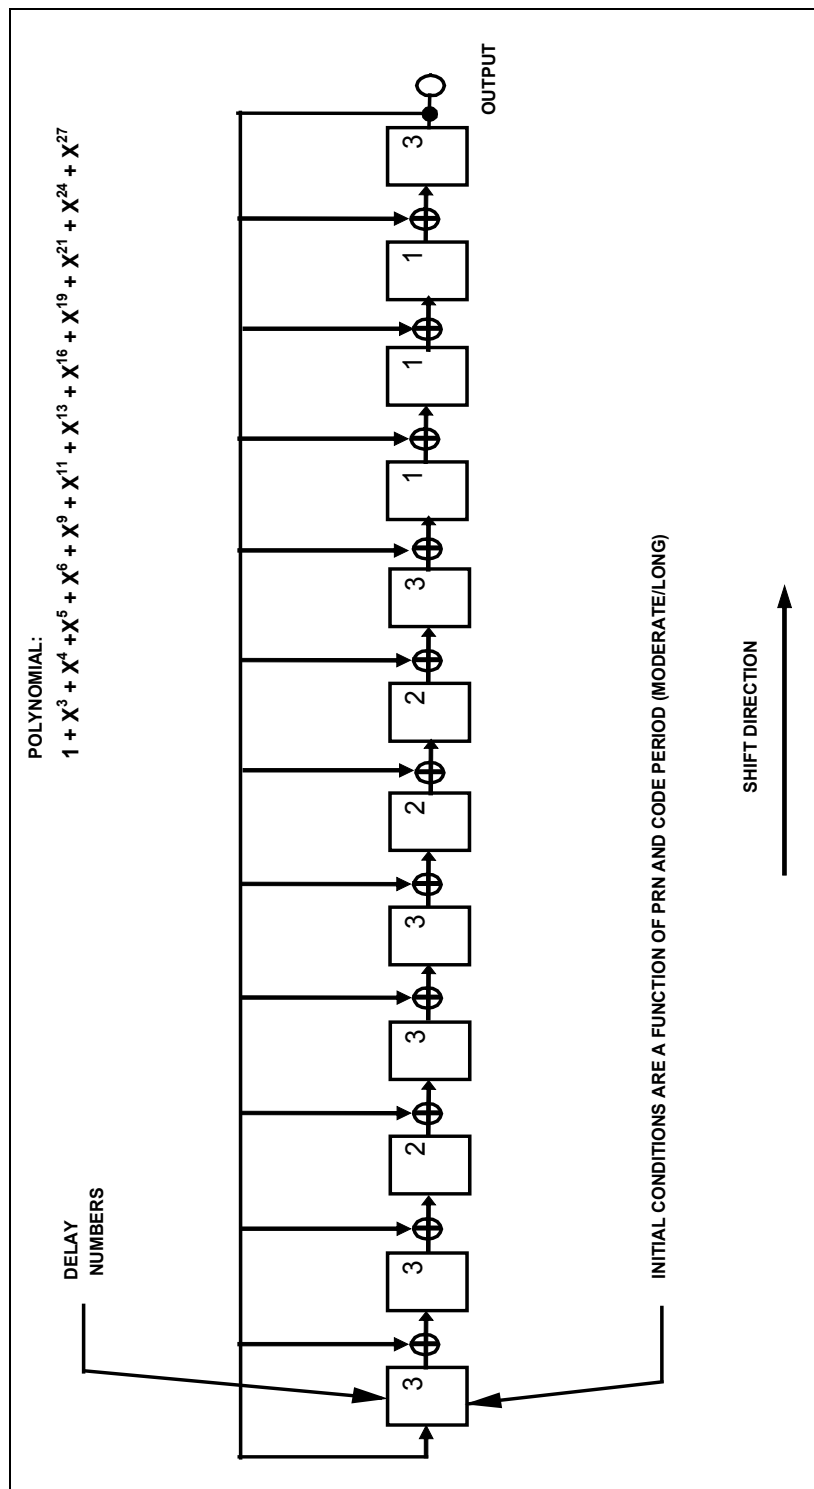 POLYNOMIAL:
1 + X³ + X⁴ +X⁵ + X⁶ + X⁹ + X¹¹ + X¹³ + X¹⁶ + X¹⁹ + X²¹ + X²⁴ + X²⁷
DELAY
NUMBERS
3
3
2
3
3
2
2
3
1
1
1
3
OUTPUT
INITIAL CONDITIONS ARE A FUNCTION OF PRN AND CODE PERIOD (MODERATE/LONG)
SHIFT DIRECTION